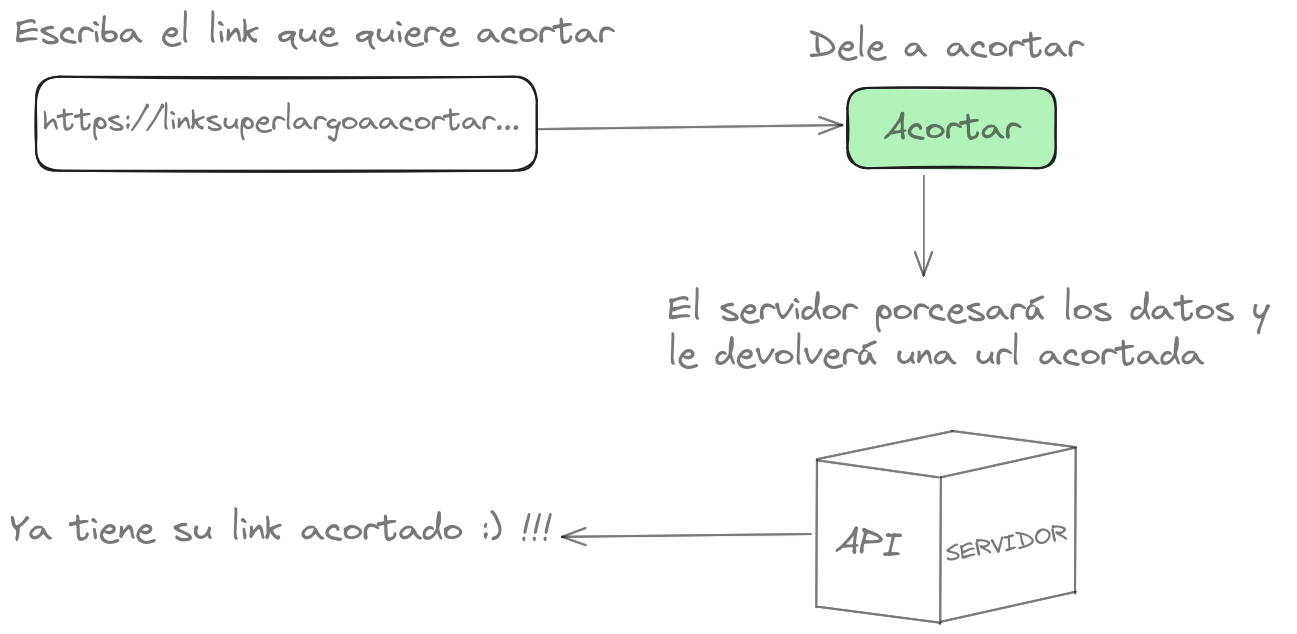 Escriba el link que quiere acortar
Dele a acortar
https://linksuperlargoaacortar...
Acortar
El servidor porcesará los datos y
le devolverá una url acortada
Ya tiene su link acortado :) !!!
API
SERVIDOR